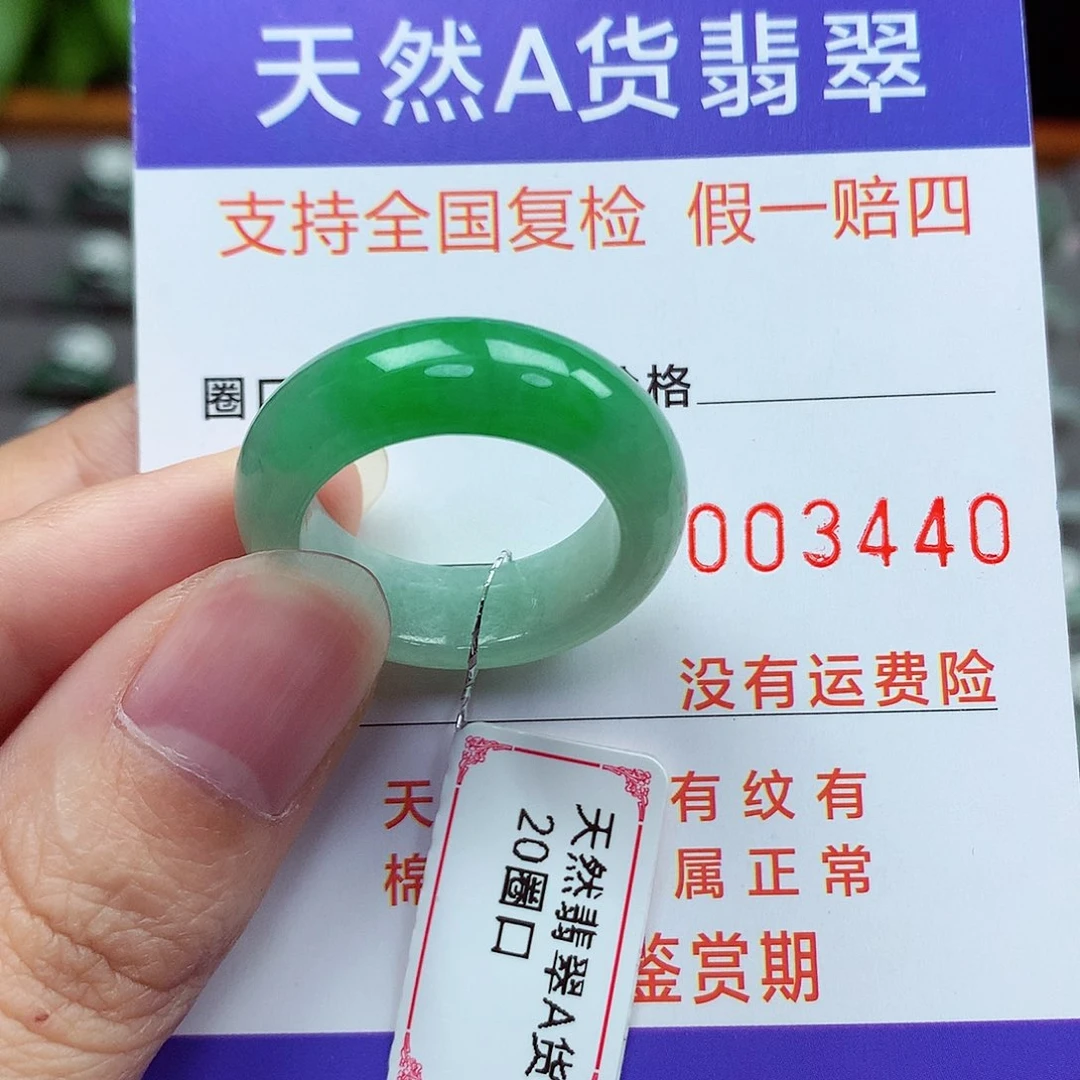 天然A货翡翠
支持全国复检 假一赔四
圈口
价格
003440
没有运费险
天 有纹有
棉 属正常
鉴赏期
天然翡翠A货
20圈口